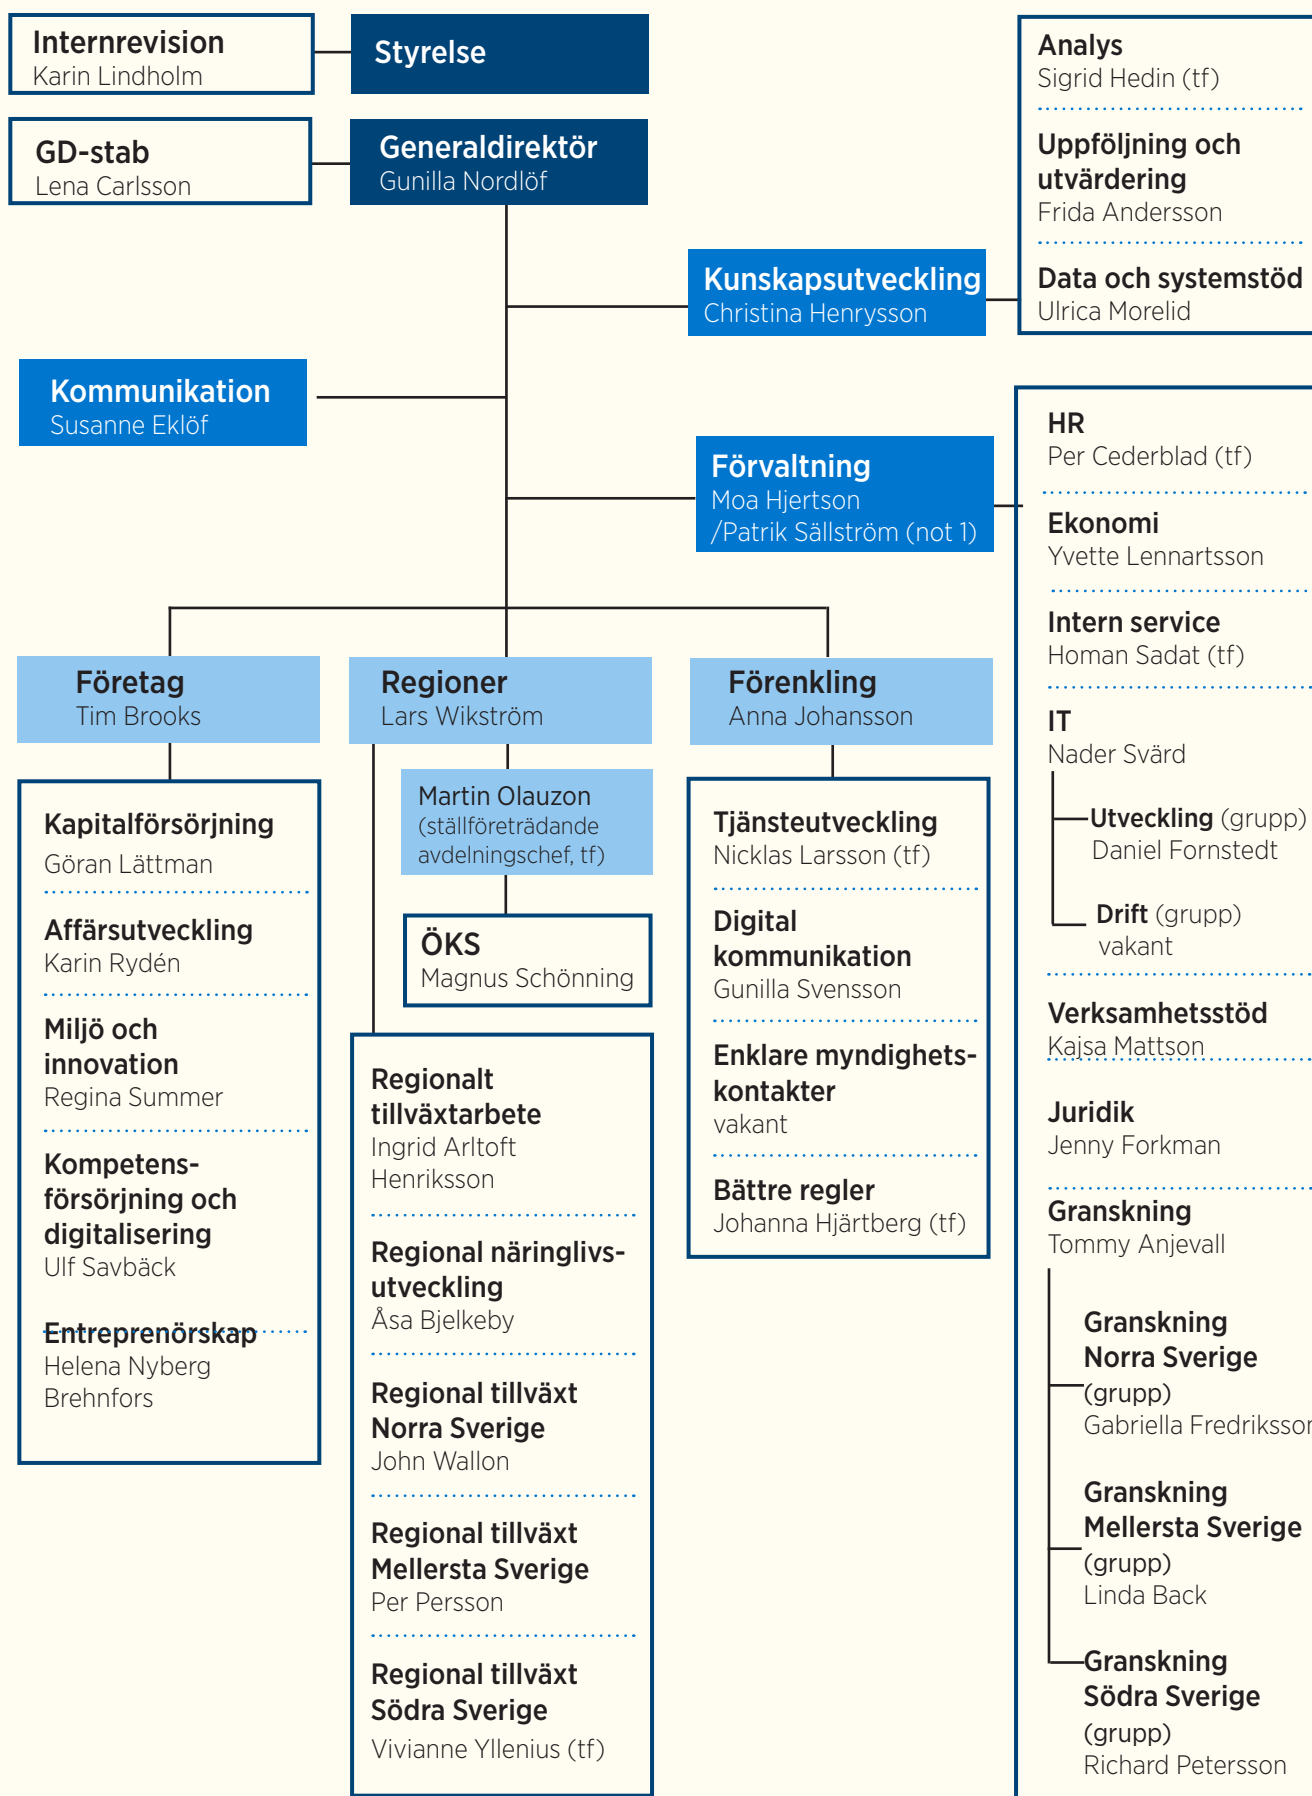 Internrevision
Karin Lindholm
Styrelse
GD-stab
Lena Carlsson
Generaldirektör
Gunilla Nordlöf
Analys
Sigrid Hedin (tf)
Uppföljning och
utvärdering
Frida Andersson
Data och systemstöd
Ulrica Morelid
Kunskapsutveckling
Christina Henrysson
Kommunikation
Susanne Eklöf
Förvaltning
Moa Hjertson
/Patrik Sällström (not 1)
HR
Per Cederblad (tf)
Ekonomi
Yvette Lennartsson
Intern service
Homan Sadat (tf)
IT
Nader Svärd
Utveckling (grupp)
Daniel Fornstedt
Drift (grupp)
vakant
Verksamhetsstöd
Kajsa Mattson
Juridik
Jenny Forkman
Granskning
Tommy Anjevall
Granskning
Norra Sverige
(grupp)
Gabriella Fredriksson
Granskning
Mellersta Sverige
(grupp)
Linda Back
Granskning
Södra Sverige
(grupp)
Richard Petersson
Företag
Tim Brooks
Kapitalförsörjning
Göran Lättman
Affärsutveckling
Karin Rydén
Miljö och
innovation
Regina Summer
Kompetens-
försörjning och
digitalisering
Ulf Savbäck
Entreprenörskap
Helena Nyberg
Brehnfors
Regioner
Lars Wikström
Martin Olauzon
(ställföreträdande
avdelningschef, tf)
ÖKS
Magnus Schönning
Regionalt
tillväxtarbete
Ingrid Arltoft
Henriksson
Regional näringlivs-
utveckling
Åsa Bjelkeby
Regional tillväxt
Norra Sverige
John Wallon
Regional tillväxt
Mellersta Sverige
Per Persson
Regional tillväxt
Södra Sverige
Vivianne Yllenius (tf)
Förenkling
Anna Johansson
Tjänsteutveckling
Nicklas Larsson (tf)
Digital
kommunikation
Gunilla Svensson
Enklare myndighets-
kontakter
vakant
Bättre regler
Johanna Hjärtberg (tf)